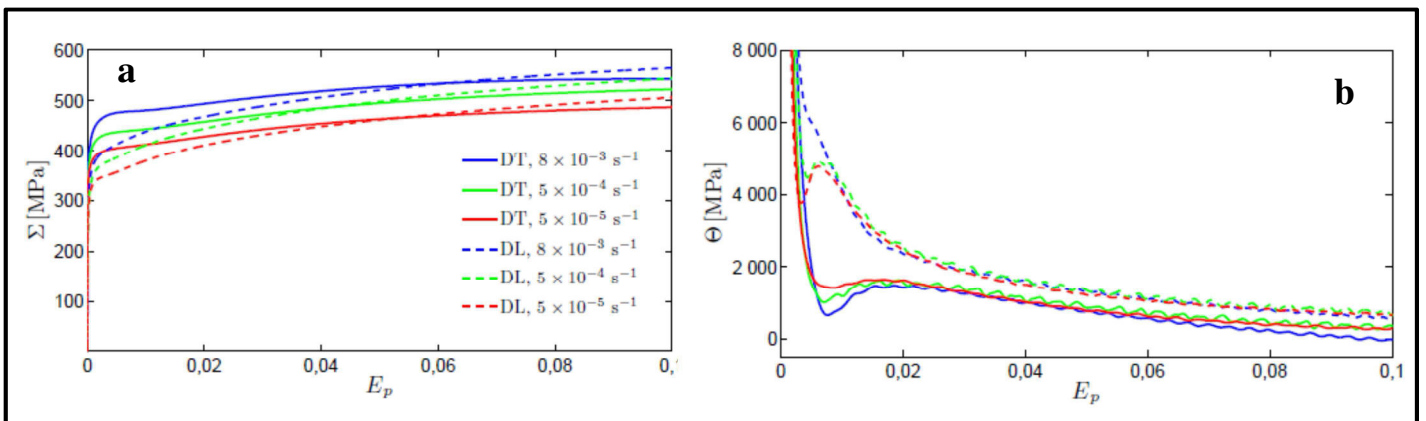 a
600
500
400
300
200
100
Σ [MPa]
0
0,02
0,04
0,06
0,08
0,
E_p
DT, 8 × 10⁻³ s⁻¹
DT, 5 × 10⁻⁴ s⁻¹
DT, 5 × 10⁻⁵ s⁻¹
DL, 8 × 10⁻³ s⁻¹
DL, 5 × 10⁻⁴ s⁻¹
DL, 5 × 10⁻⁵ s⁻¹
b
8 000
6 000
4 000
2 000
0
Θ [MPa]
0
0,02
0,04
0,06
0,08
0,1
E_p